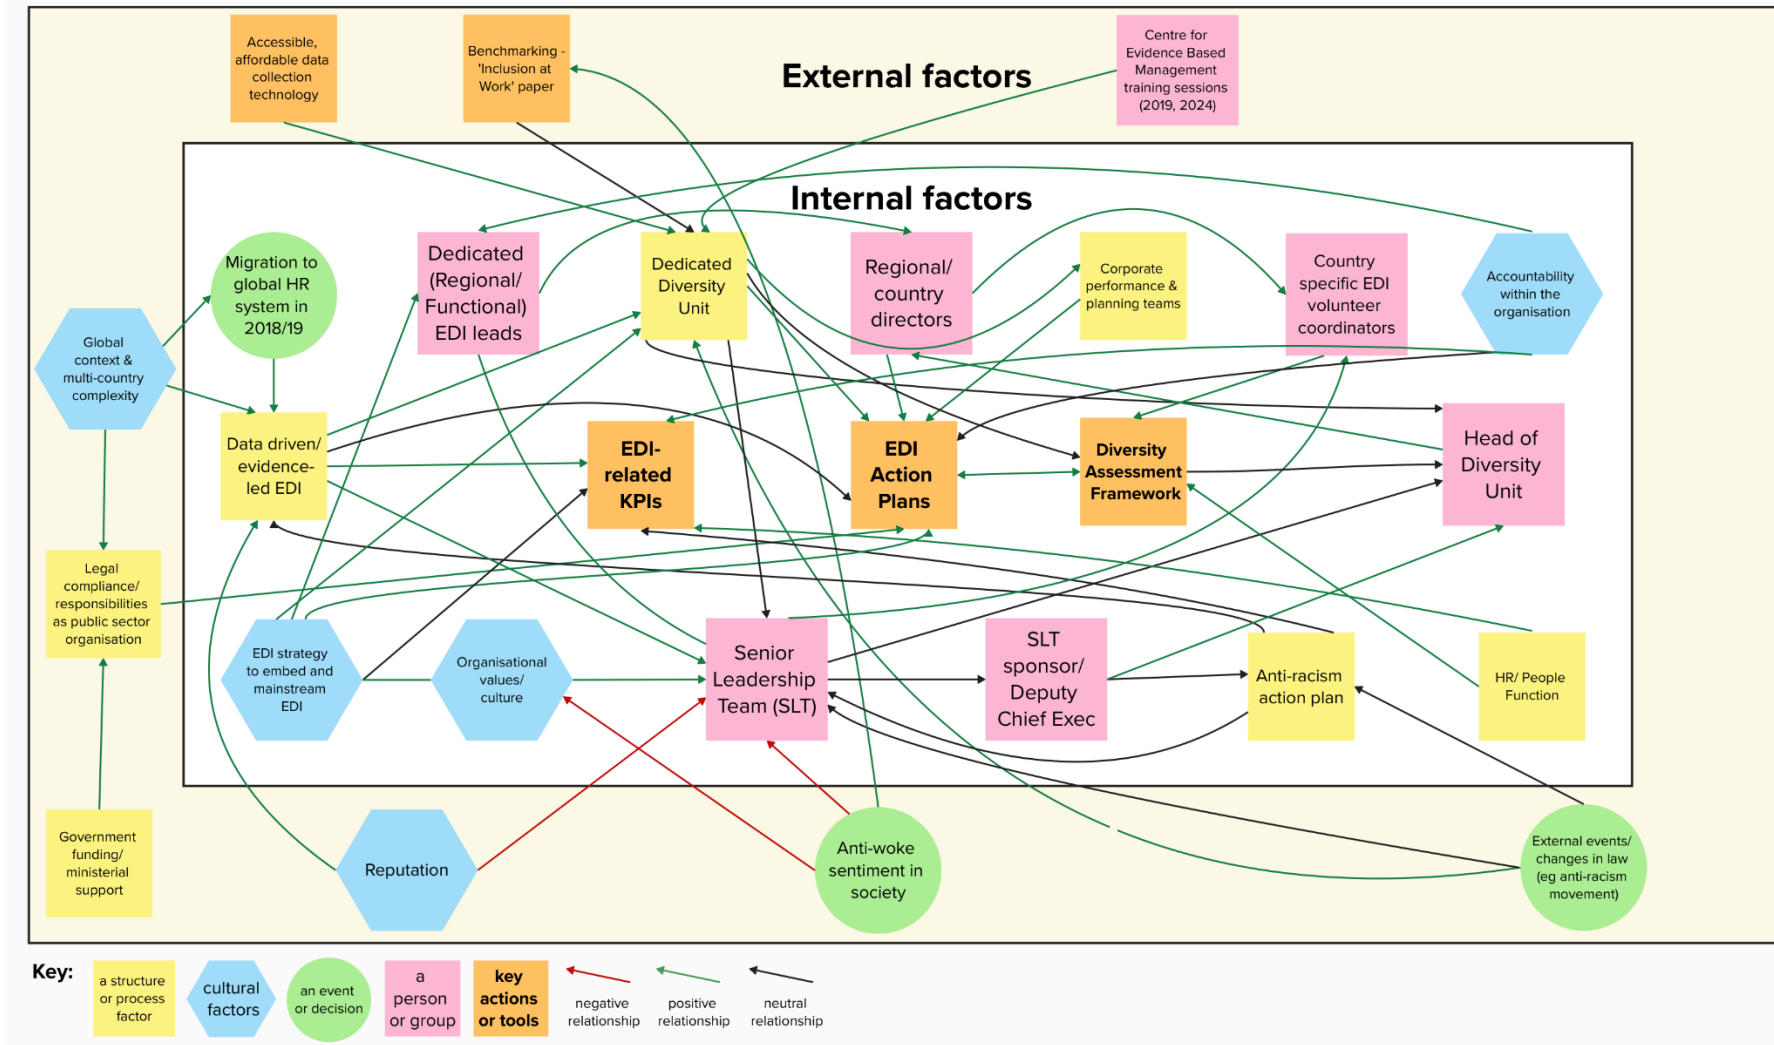 Accessible,
affordable data
collection
technology
Benchmarking -
'Inclusion at
Work' paper
External factors
Centre for
Evidence Based
Management
training sessions
(2019, 2024)
Internal factors
Migration to
global HR
system in
2018/19
Dedicated
(Regional/
Functional)
EDI leads
Dedicated
Diversity
Unit
Regional/
country
directors
Corporate
performance &
planning teams
Country
specific EDI
volunteer
coordinators
Accountability
within the
organisation
Global
context &
multi-country
complexity
Data driven/
evidence-
led EDI
EDI-
related
KPIs
EDI
Action
Plans
Diversity
Assessment
Framework
Head of
Diversity
Unit
Legal
compliance/
responsibilities
as public sector
organisation
EDI strategy
to embed and
mainstream
EDI
Organisational
values/
culture
Senior
Leadership
Team (SLT)
SLT
sponsor/
Deputy
Chief Exec
Anti-racism
action plan
HR/ People
Function
Government
funding/
ministerial
support
Reputation
Anti-woke
sentiment in
society
External events/
changes in law
(eg anti-racism
movement)
Key:
a structure
or process
factor
cultural
factors
an event
or decision
a
person
or group
key
actions
or tools
negative
relationship
positive
relationship
neutral
relationship